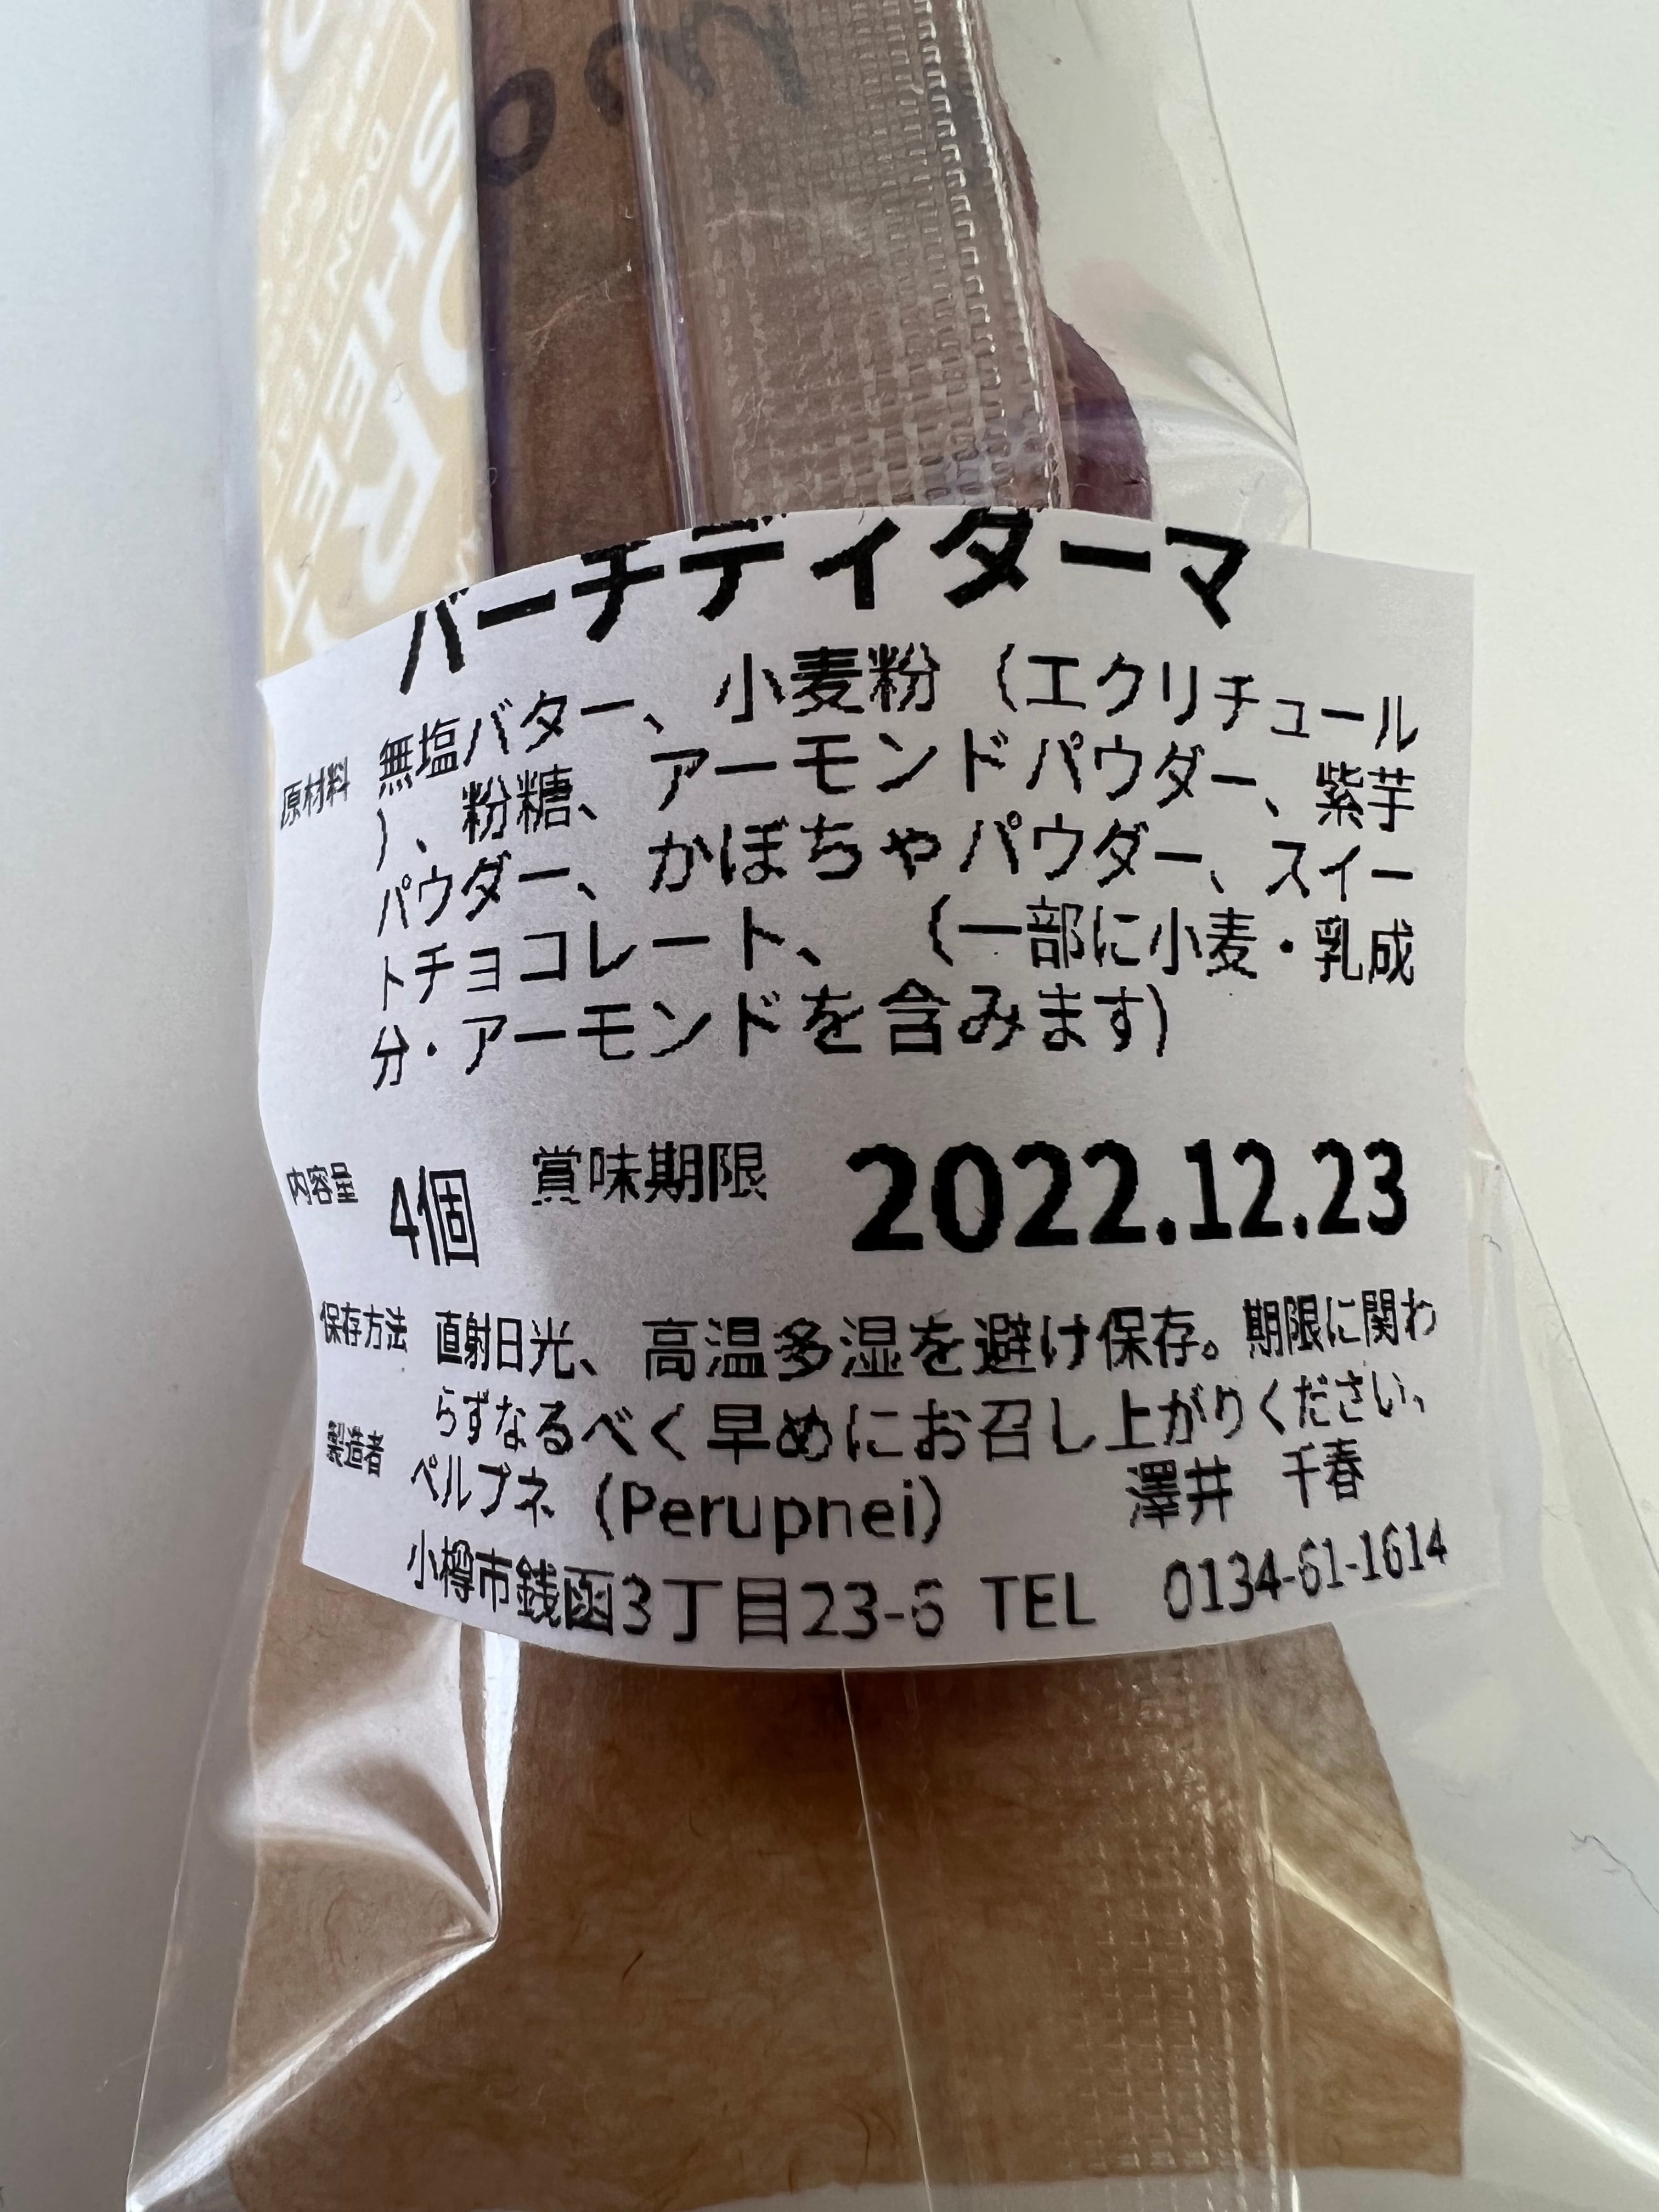 バーチディダーマ
原材料 無塩バター、小麦粉（エクリチュール
）、粉糖、アーモンドパウダー、紫芋
パウダー、かぼちゃパウダー、スイー
トチョコレート、（一部に小麦・乳成
分・アーモンドを含みます)
内容量 4個 賞味期限 2022.12.23
保存方法 直射日光、高温多湿を避け保存。期限に関わ
らずなるべく早めにお召し上がりください。
製造者 ペルプネ（Perupnei） 澤井 千春
小樽市銭函3丁目23-6 TEL 0134-61-1614